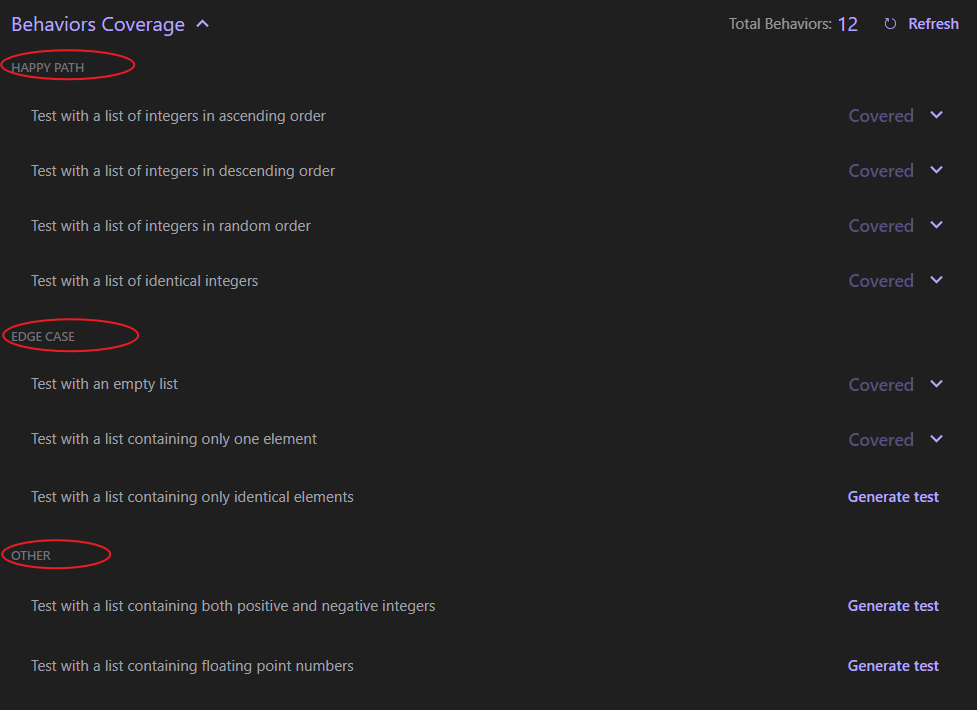 Behaviors Coverage
Total Behaviors: 12 Refresh
HAPPY PATH
Test with a list of integers in ascending order Covered
Test with a list of integers in descending order Covered
Test with a list of integers in random order Covered
Test with a list of identical integers Covered
EDGE CASE
Test with an empty list Covered
Test with a list containing only one element Covered
Test with a list containing only identical elements Generate test
OTHER
Test with a list containing both positive and negative integers Generate test
Test with a list containing floating point numbers Generate test